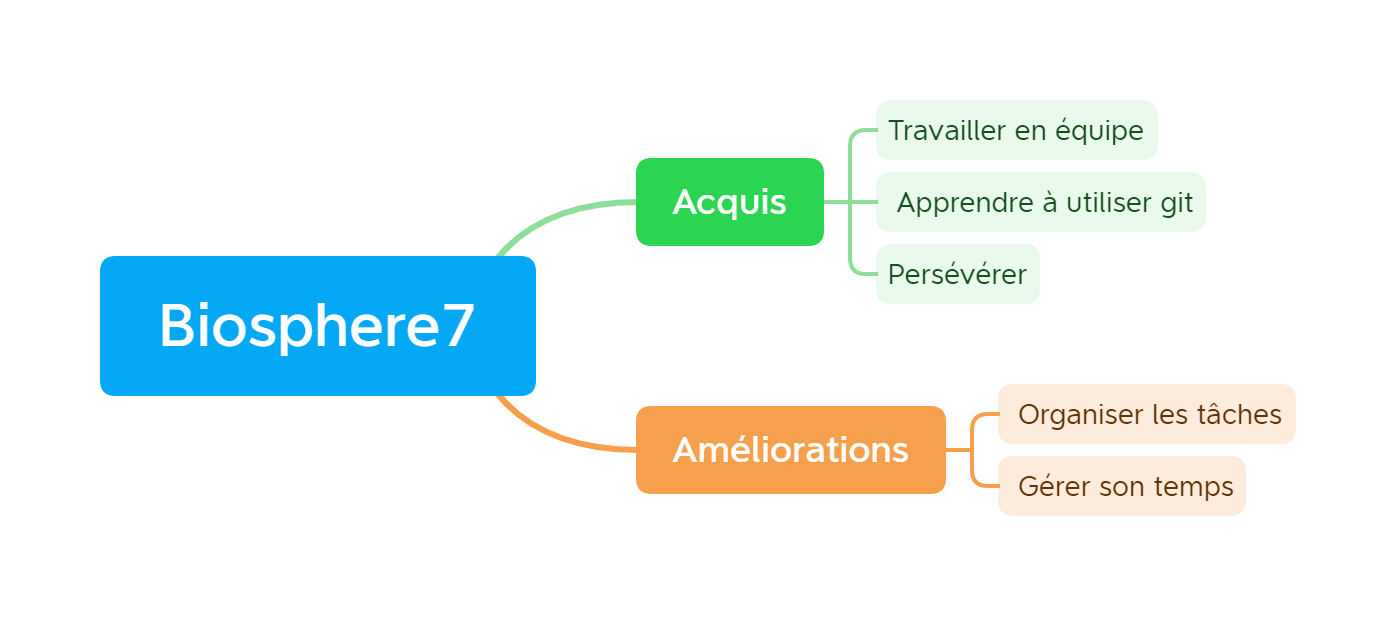 Biosphere7
Acquis
Travailler en équipe
Apprendre à utiliser git
Persévérer
Améliorations
Organiser les tâches
Gérer son temps